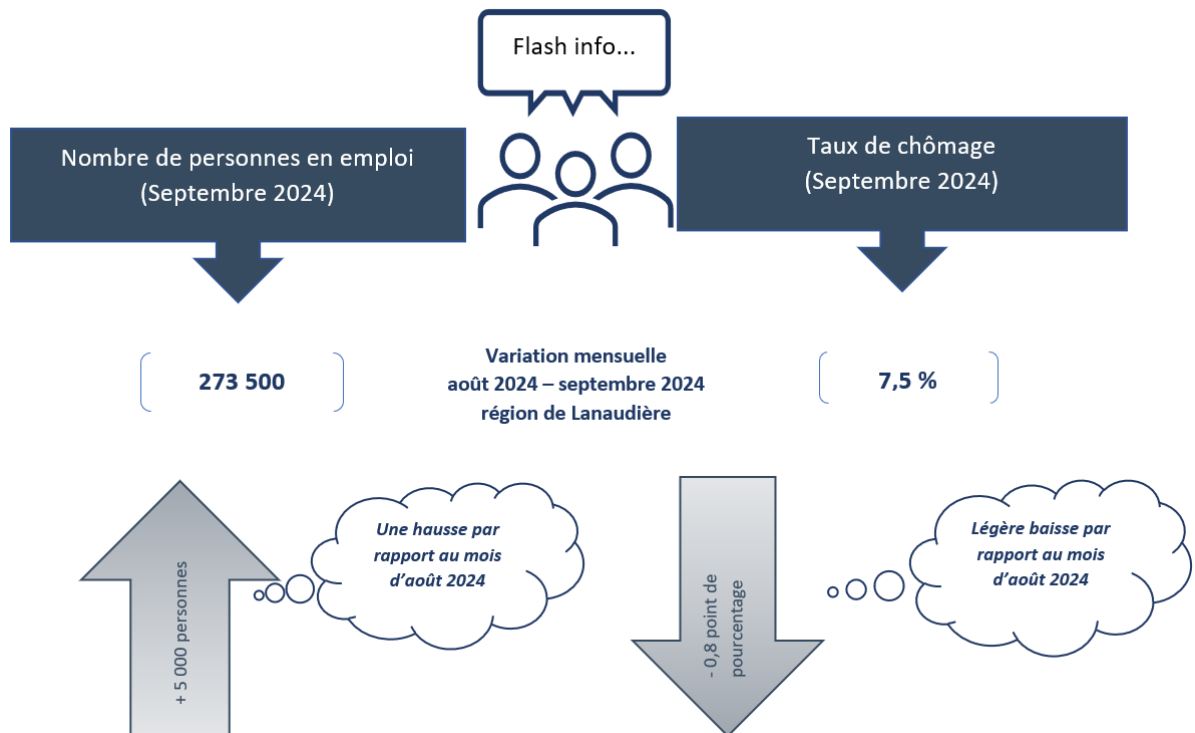 Flash info...
Nombre de personnes en emploi
(Septembre 2024)
Taux de chômage
(Septembre 2024)
273 500
Variation mensuelle
août 2024 – septembre 2024
région de Lanaudière
7,5 %
+ 5 000 personnes
Une hausse par
rapport au mois
d’août 2024
- 0,8 point de
pourcentage
Légère baisse par
rapport au mois
d’août 2024